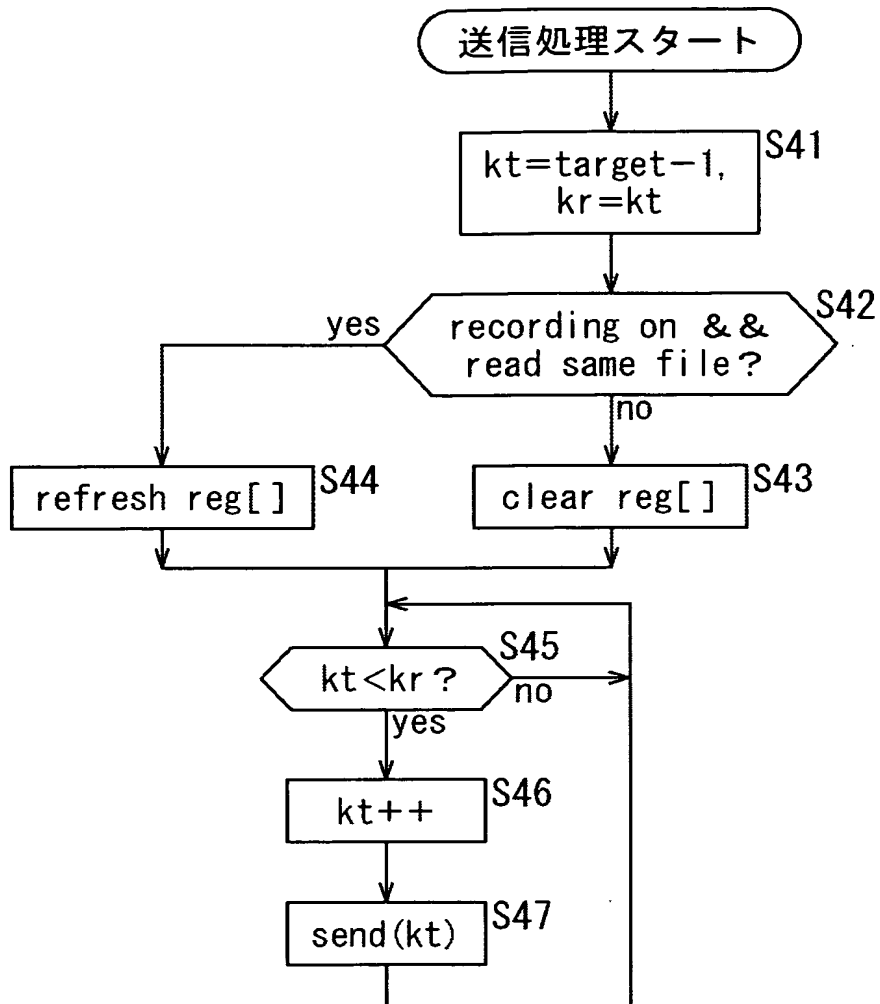 送信処理スタート
S41
kt=target-1,
kr=kt
S42
yes
recording on &&
read same file?
no
S44
refresh reg[]
S43
clear reg[]
S45
kt<kr?
no
yes
S46
kt++
S47
send(kt)